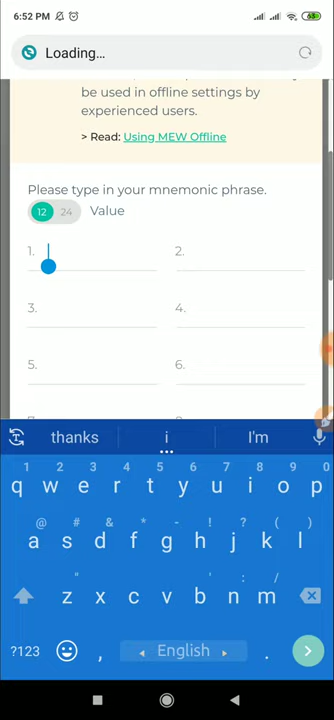 6:52 PM
Loading...
be used in offline settings by
experienced users.
> Read: Using MEW Offline
Please type in your mnemonic phrase.
12 24 Value
1. 2.
3. 4.
5. 6.
thanks i I'm
1 2 3 4 5 6 7 8 9 0
q w e r t y u i o p
@ # & * - ! ? ( )
a s d f g h j k l
" ' : /
z x c v b n m
?123 , English .